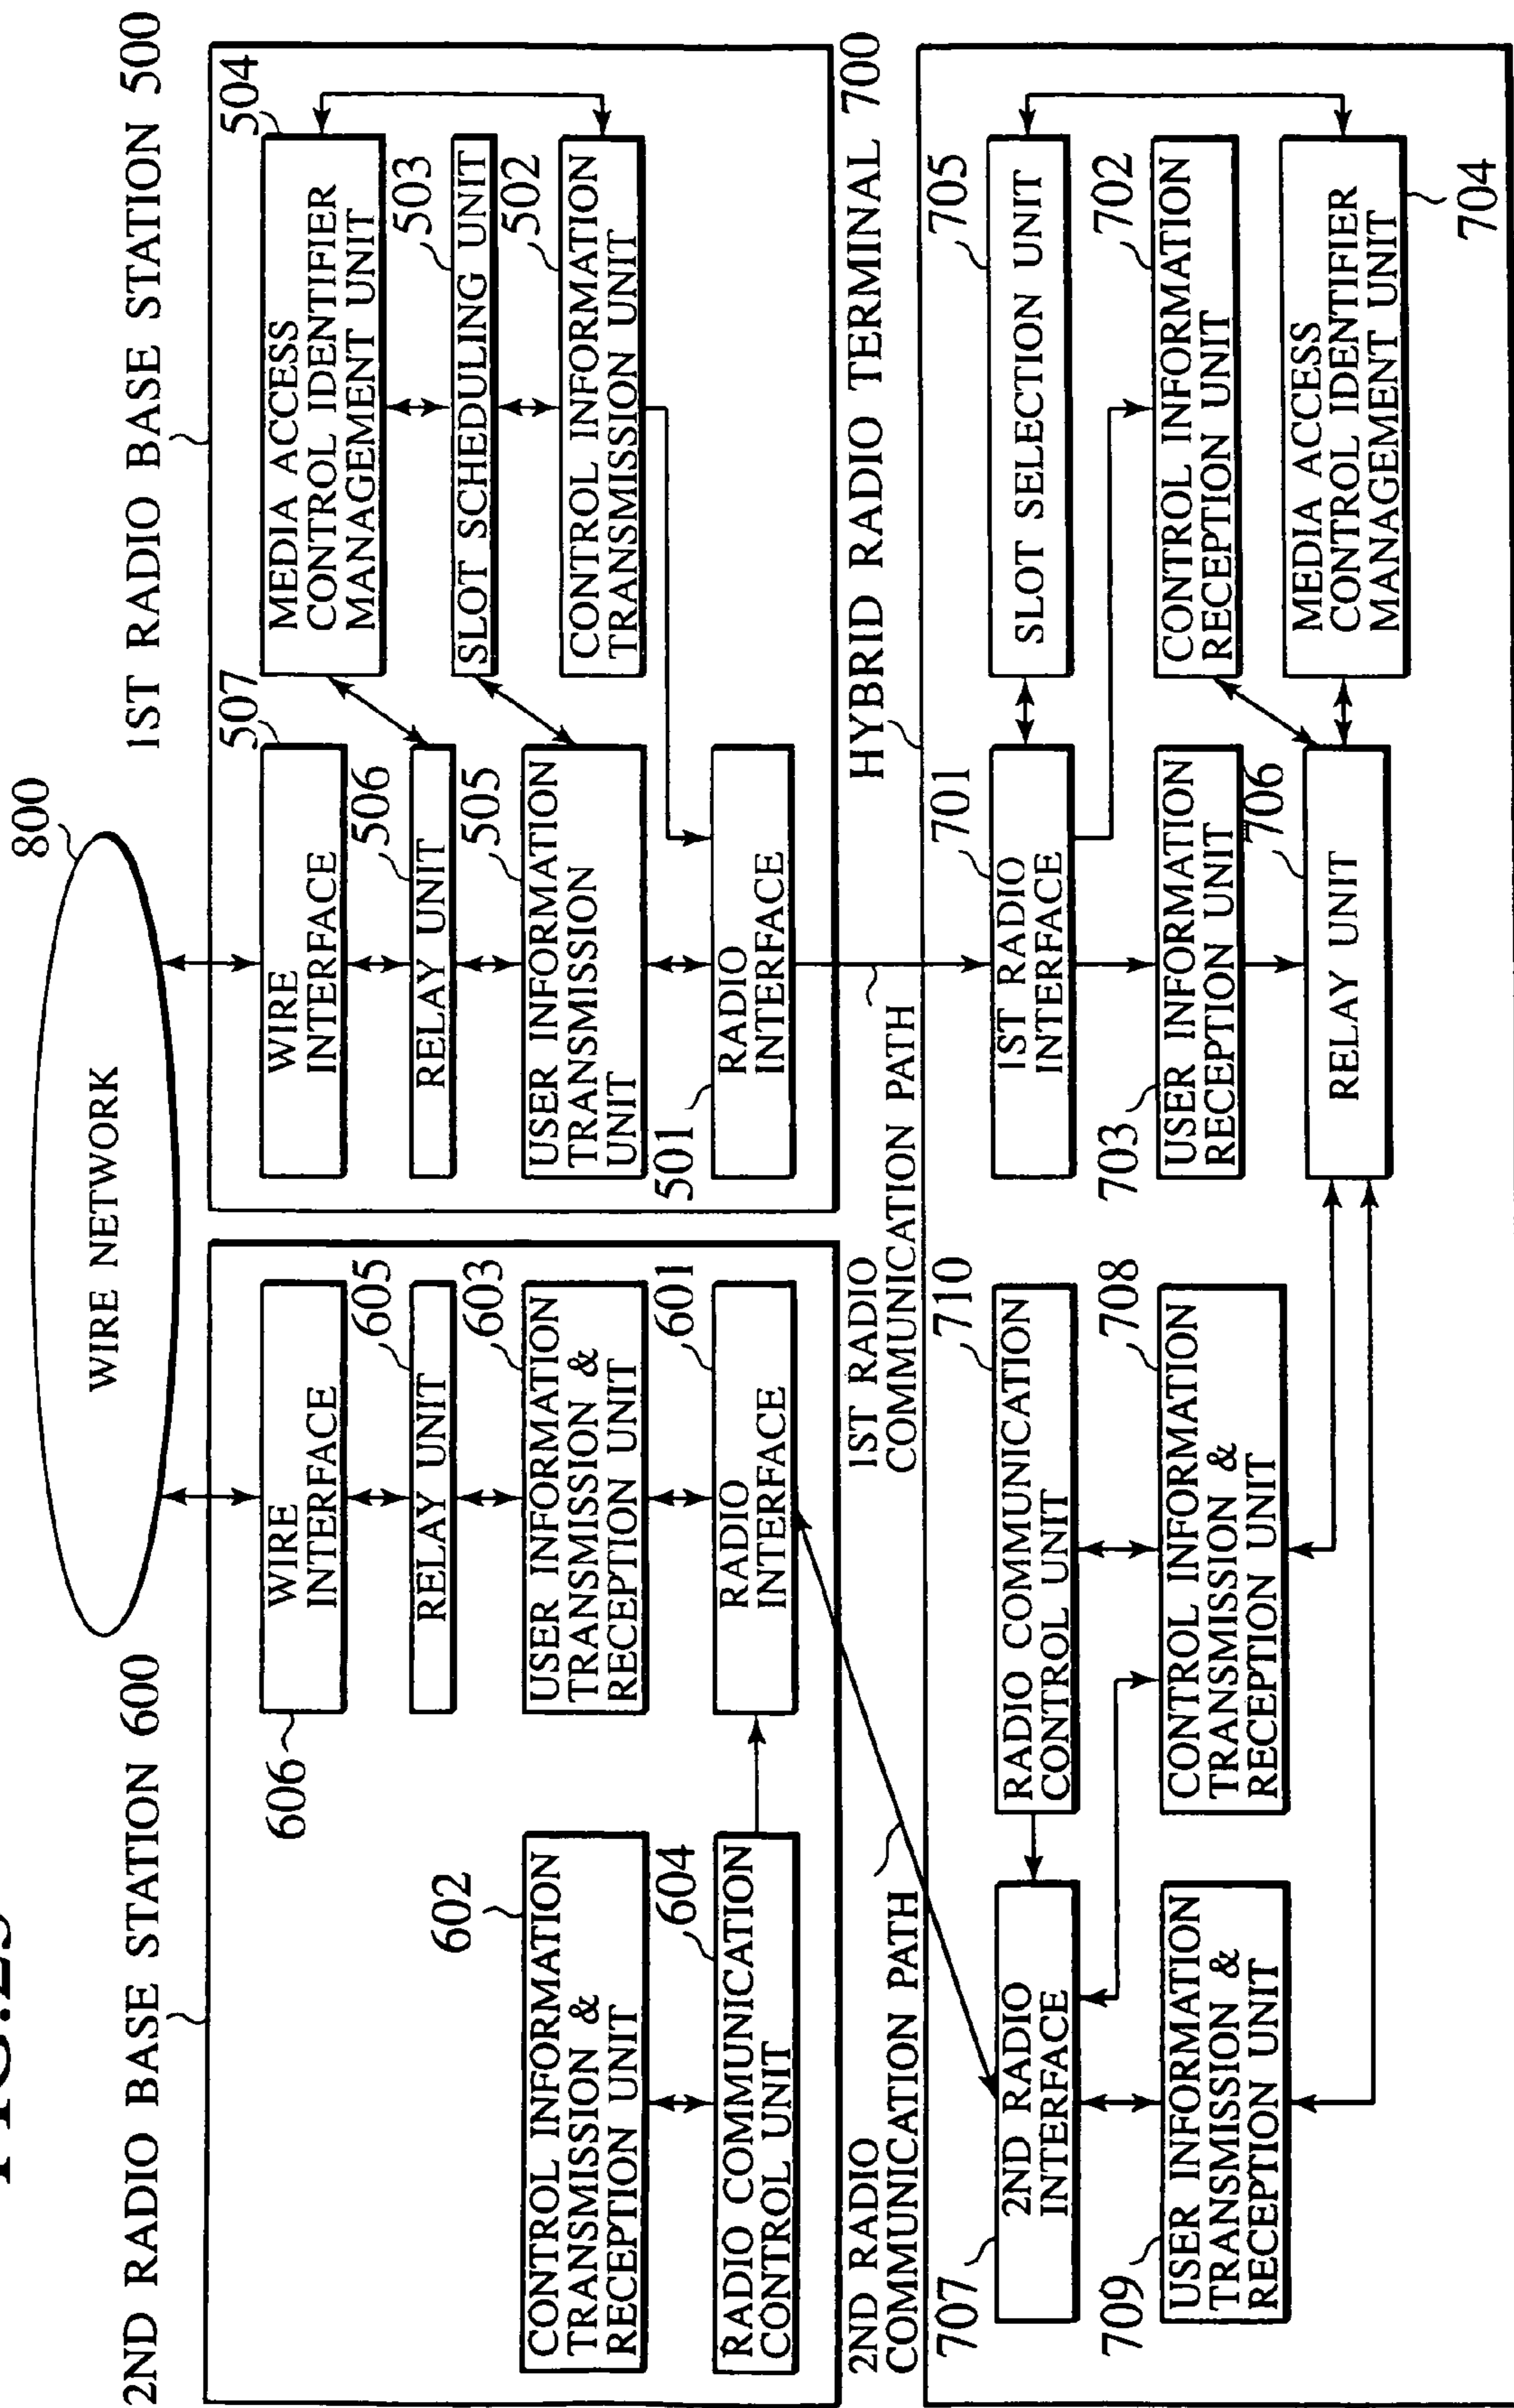 800
WIRE NETWORK
2ND RADIO BASE STATION 600
606
WIRE
INTERFACE
605
RELAY UNIT
603
USER INFORMATION
TRANSMISSION &
RECEPTION UNIT
602
CONTROL INFORMATION
TRANSMISSION &
RECEPTION UNIT
601
RADIO
INTERFACE
604
RADIO COMMUNICATION
CONTROL UNIT
1ST RADIO BASE STATION 500
507
WIRE
INTERFACE
504
MEDIA ACCESS
CONTROL IDENTIFIER
MANAGEMENT UNIT
506
RELAY UNIT
503
SLOT SCHEDULING UNIT
505
USER INFORMATION
TRANSMISSION
UNIT
502
CONTROL INFORMATION
TRANSMISSION UNIT
501
RADIO
INTERFACE
2ND RADIO
COMMUNICATION PATH
1ST RADIO
COMMUNICATION PATH
HYBRID RADIO TERMINAL 700
707
2ND RADIO
INTERFACE
710
RADIO COMMUNICATION
CONTROL UNIT
701
1ST RADIO
INTERFACE
705
SLOT SELECTION UNIT
709
USER INFORMATION
TRANSMISSION &
RECEPTION UNIT
708
CONTROL INFORMATION
TRANSMISSION &
RECEPTION UNIT
703
USER INFORMATION
RECEPTION UNIT
702
CONTROL INFORMATION
RECEPTION UNIT
706
RELAY UNIT
MEDIA ACCESS
CONTROL IDENTIFIER
MANAGEMENT UNIT
704